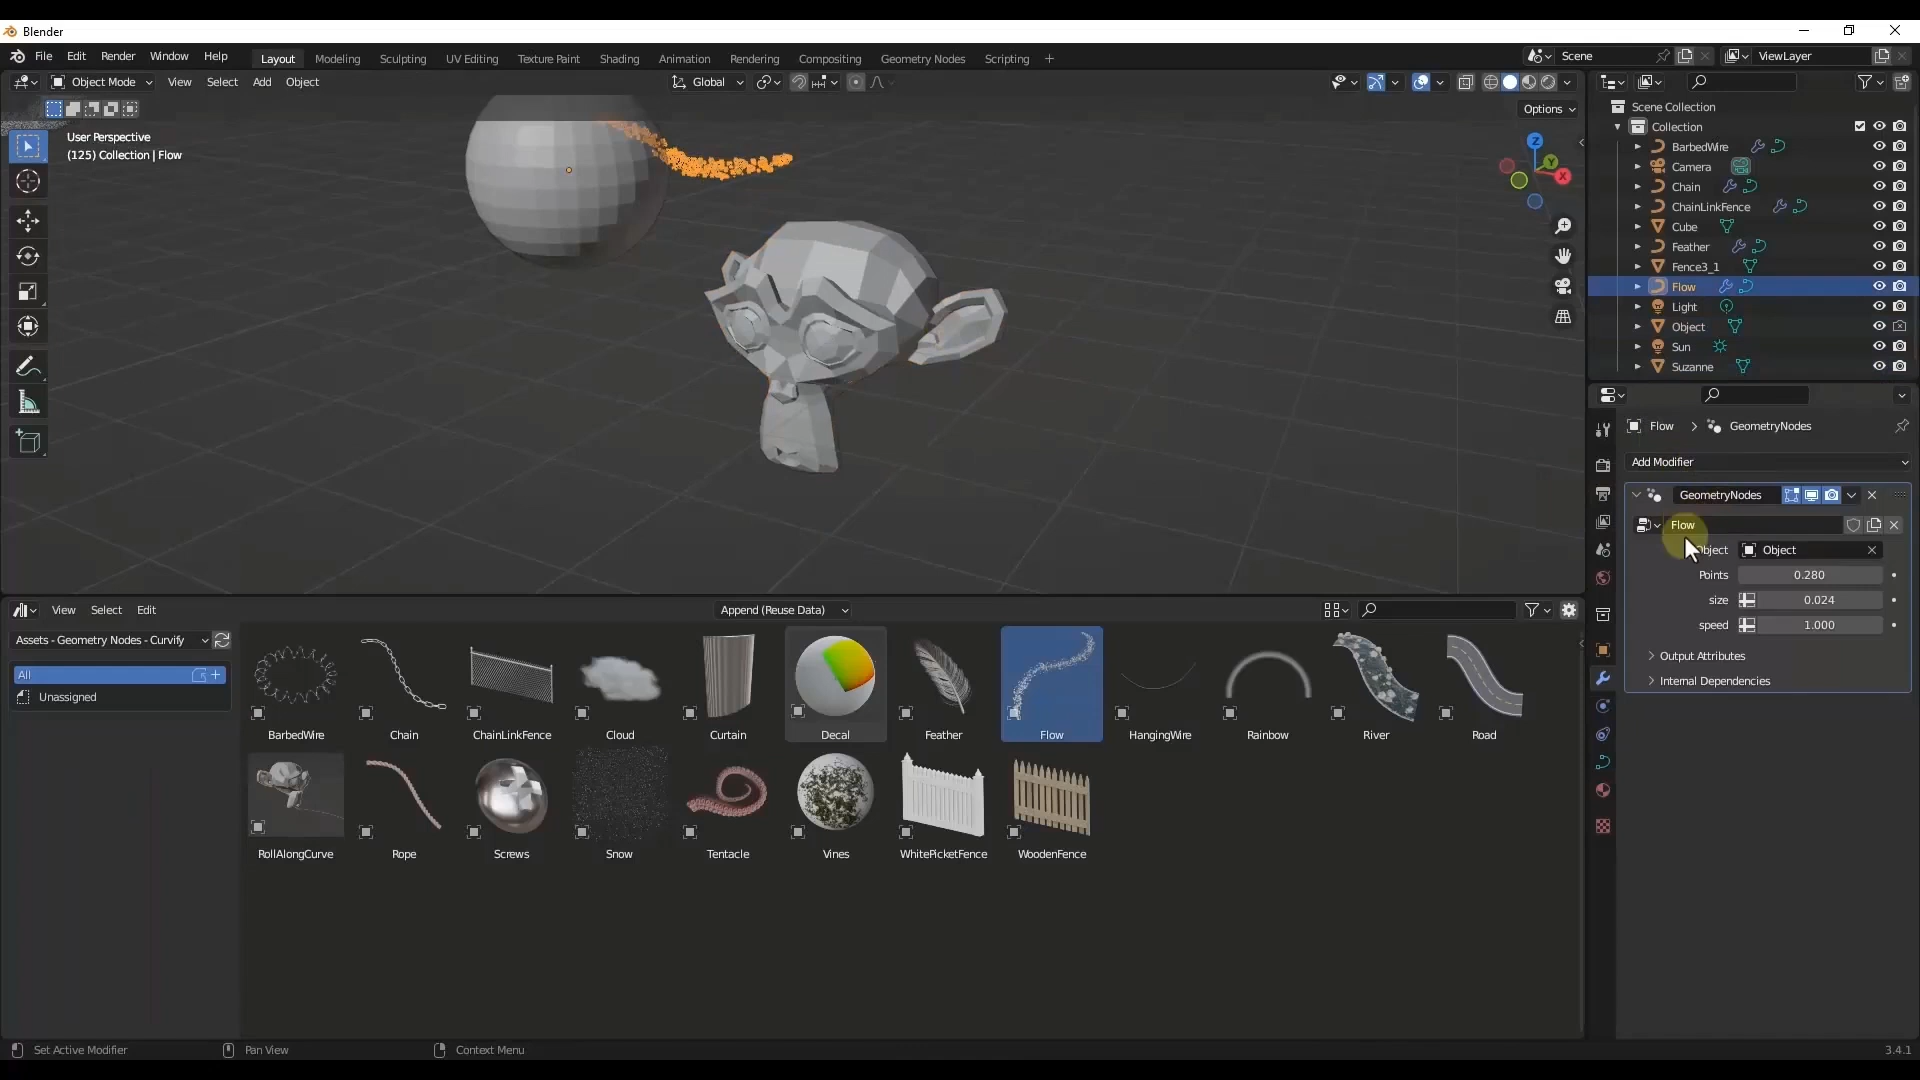 Blender
File Edit Render Window Help Layout Modeling Sculpting UV Editing Texture Paint Shading Animation Rendering Compositing Geometry Nodes Scripting + Scene ViewLayer
Object Mode View Select Add Object Global
Options
User Perspective
(125) Collection | Flow
Z
Y
X
Scene Collection
Collection
BarbedWire
Camera
Chain
ChainLinkFence
Cube
Feather
Fence3_1
Flow
Light
Object
Sun
Suzanne
Flow > GeometryNodes
Add Modifier
GeometryNodes
Flow
Object Object
Points 0.280
size 0.024
speed 1.000
Output Attributes
Internal Dependencies
View Select Edit Append (Reuse Data)
Assets - Geometry Nodes - Curvify
All
Unassigned
BarbedWire Chain ChainLinkFence Cloud Curtain Decal Feather Flow HangingWire Rainbow River Road
RollAlongCurve Rope Screws Snow Tentacle Vines WhitePicketFence WoodenFence
Set Active Modifier Pan View Context Menu 3.4.1